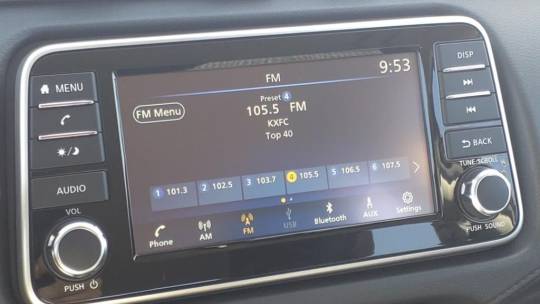 MENU
AUDIO
VOL
PUSH
FM
9:53
FM Menu
Preset 4
105.5 FM
KXFC
Top 40
1 101.3 2 102.5 3 103.7 4 105.5 5 106.5 6 107.5
Phone AM FM USB Bluetooth AUX Settings
DISP
BACK
TUNE·SCROLL
PUSH SOUND